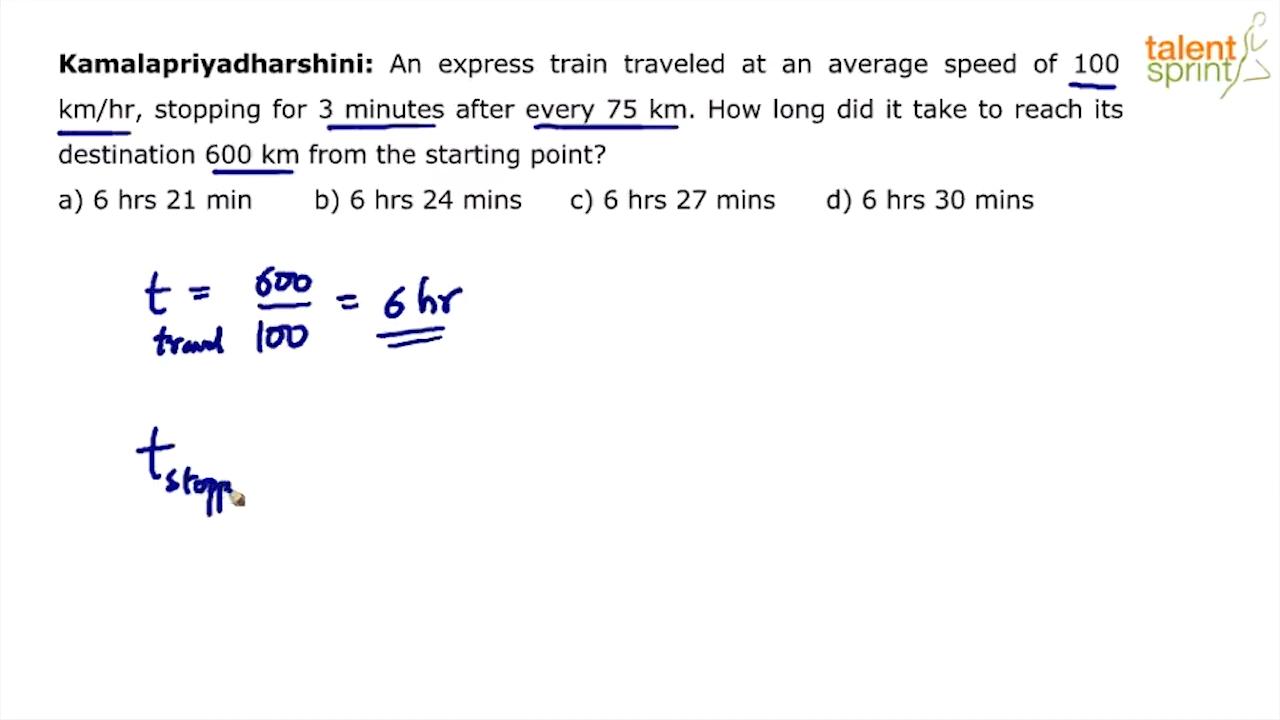 talent
sprint
Kamalapriyadharshini: An express train traveled at an average speed of 100
km/hr, stopping for 3 minutes after every 75 km. How long did it take to reach its
destination 600 km from the starting point?
a) 6 hrs 21 min b) 6 hrs 24 mins c) 6 hrs 27 mins d) 6 hrs 30 mins
t = 600/100 = 6 hr
travel
t
stopp